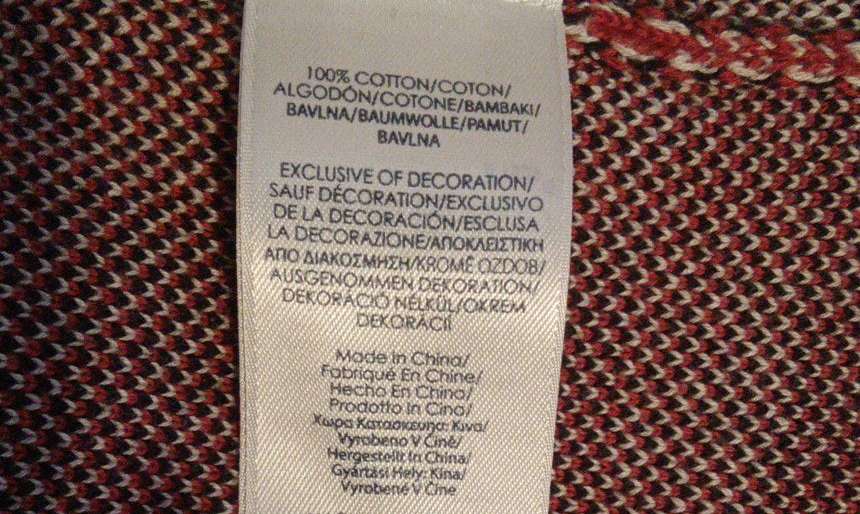 100% COTTON/COTON/
ALGODÓN/COTONE/BAMBAKI/
BAVLNA/BAUMWOLLE/PAMUT/
BAVLNA
EXCLUSIVE OF DECORATION/
SAUF DÉCORATION/EXCLUSIVO
DE LA DECORACIÓN/ESCLUSA
LA DECORAZIONE/ΑΠΟΚΛΕΙΣΤΙΚΗ
ΑΠΟ ΔΙΑΚΟΣΜΗΣΗ/KROMĚ OZDOB/
AUSGENOMMEN DEKORATION/
DEKORÁCIÓ NÉLKÜL/OKREM
DEKORÁCIÍ
Made In China/
Fabriqué En Chine/
Hecho En China/
Prodotto In Cina/
Χωρα Κατασκευης: Κινα/
Vyrobeno V Číně/
Hergestellt In China/
Gyártási Hely: Kína/
Vyrobené V Číne